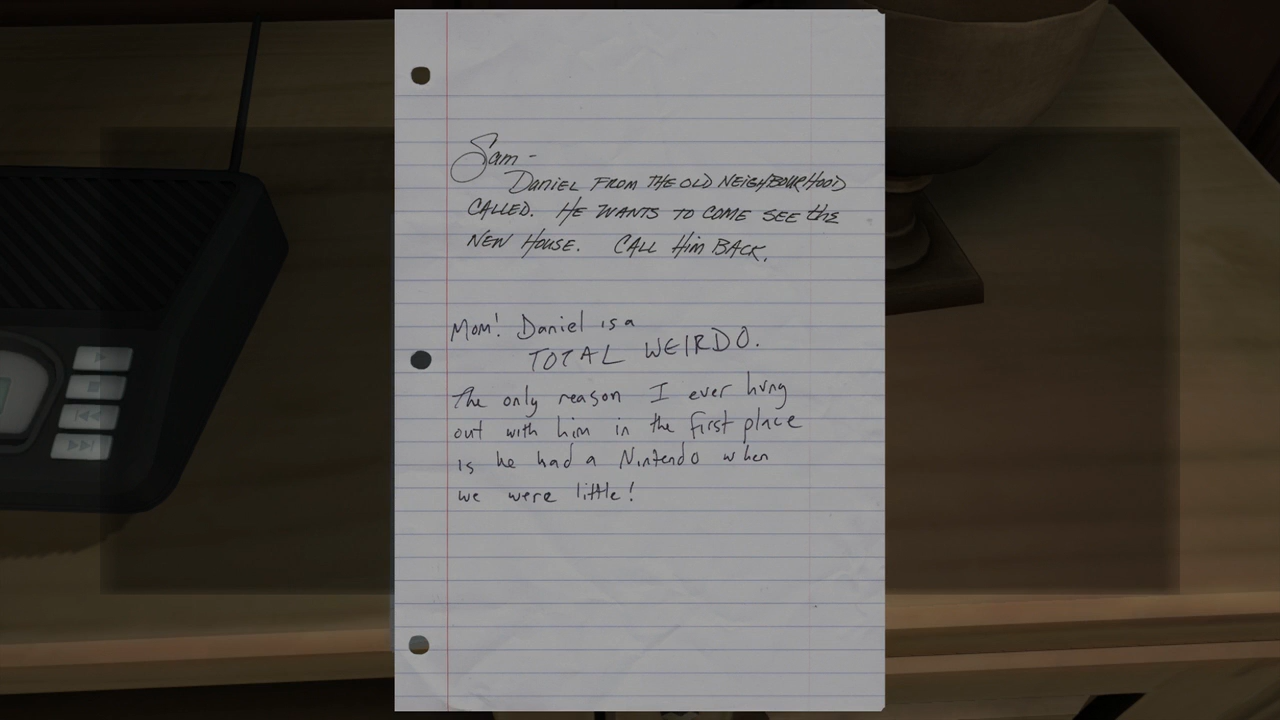 Sam -
DANIEL FROM THE OLD NEIGHBOURHOOD
CALLED. HE WANTS TO COME SEE the
NEW HOUSE. CALL HIM BACK.
Mom! Daniel is a
TOTAL WEIRDO.
The only reason I ever hung
out with him in the first place
is he had a Nintendo when
we were little!